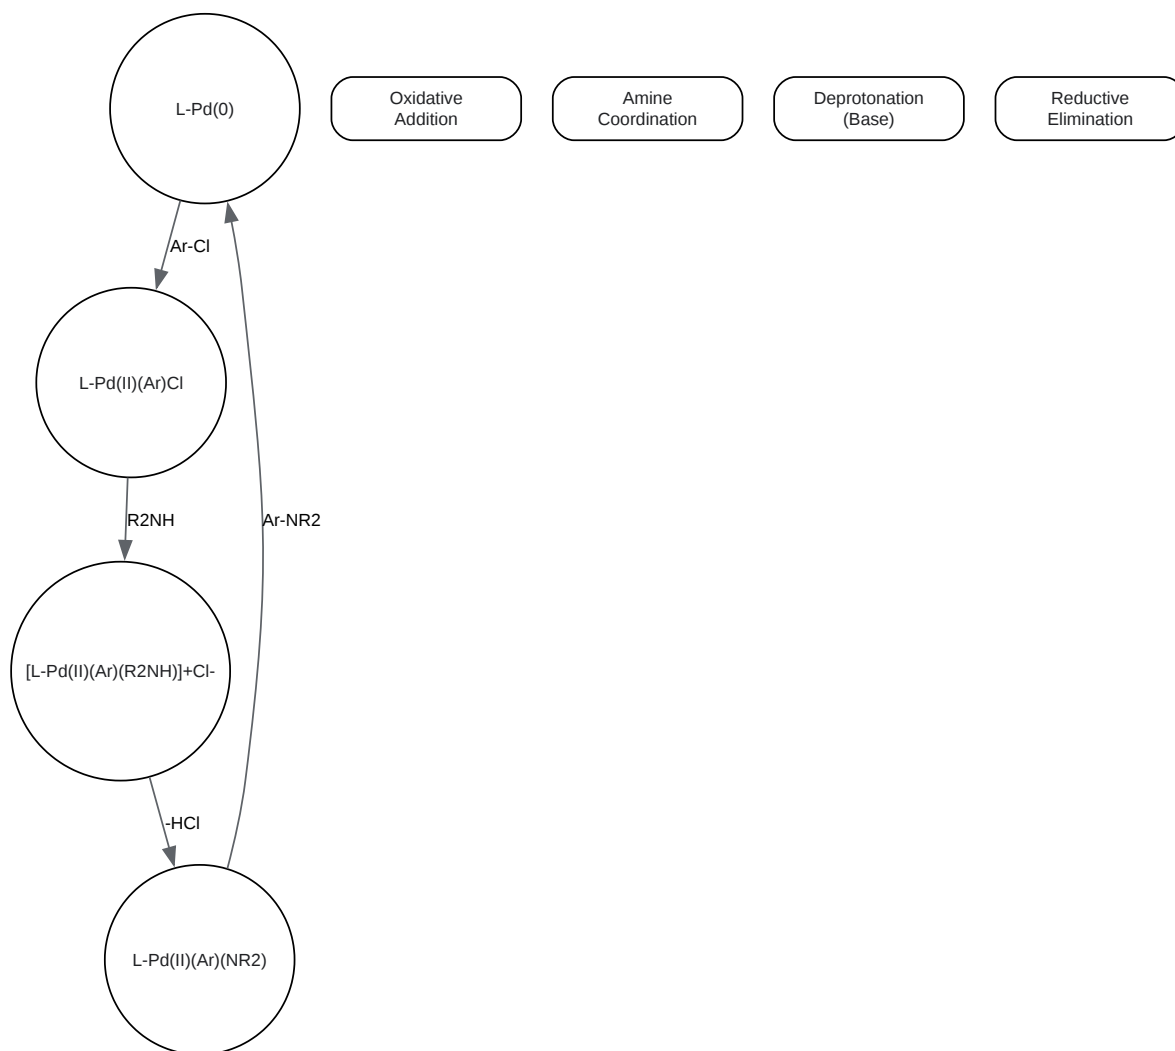 L-Pd(0)
Oxidative
Addition
Amine
Coordination
Deprotonation
(Base)
Reductive
Elimination
Ar-Cl
L-Pd(II)(Ar)Cl
R2NH
Ar-NR2
[L-Pd(II)(Ar)(R2NH)]+Cl-
-HCl
L-Pd(II)(Ar)(NR2)